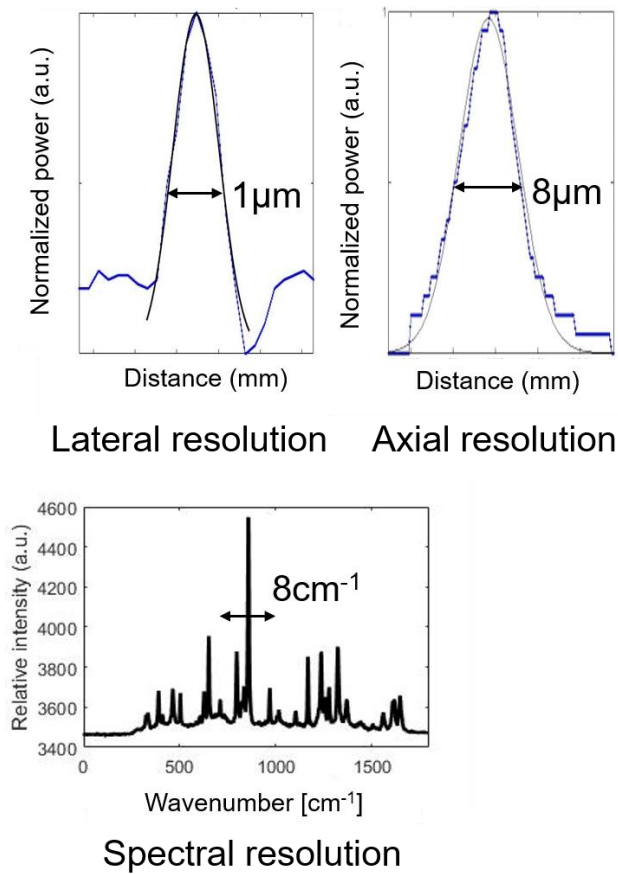 Normalized power (a.u.)
1µm
Distance (mm)
Lateral resolution
1
Normalized power (a.u.)
8µm
Distance (mm)
Axial resolution
Relative intensity (a.u.)
4600
4400
4200
4000
3800
3600
3400
8cm⁻¹
0
500
1000
1500
Wavenumber [cm⁻¹]
Spectral resolution